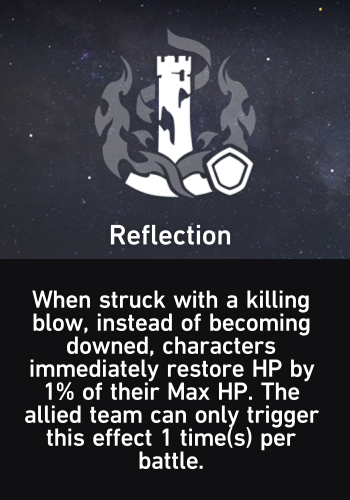 Reflection
When struck with a killing
blow, instead of becoming
downed, characters
immediately restore HP by
1% of their Max HP. The
allied team can only trigger
this effect 1 time(s) per
battle.